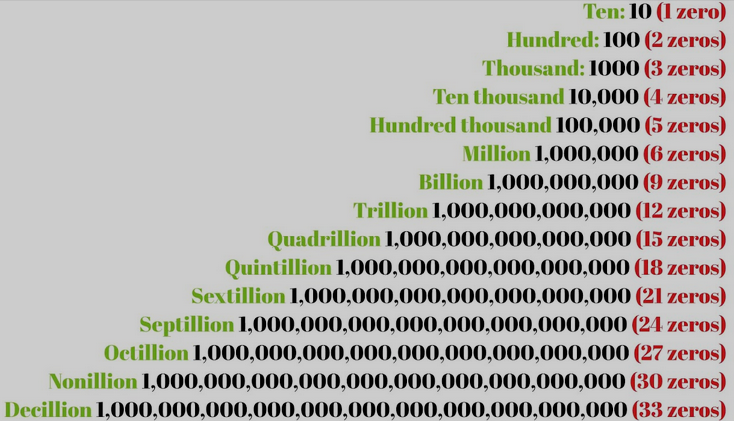 Ten: 10 (1 zero)
Hundred: 100 (2 zeros)
Thousand: 1000 (3 zeros)
Ten thousand 10,000 (4 zeros)
Hundred thousand 100,000 (5 zeros)
Million 1,000,000 (6 zeros)
Billion 1,000,000,000 (9 zeros)
Trillion 1,000,000,000,000 (12 zeros)
Quadrillion 1,000,000,000,000,000 (15 zeros)
Quintillion 1,000,000,000,000,000,000 (18 zeros)
Sextillion 1,000,000,000,000,000,000,000 (21 zeros)
Septillion 1,000,000,000,000,000,000,000,000 (24 zeros)
Octillion 1,000,000,000,000,000,000,000,000,000 (27 zeros)
Nonillion 1,000,000,000,000,000,000,000,000,000,000 (30 zeros)
Decillion 1,000,000,000,000,000,000,000,000,000,000,000 (33 zeros)